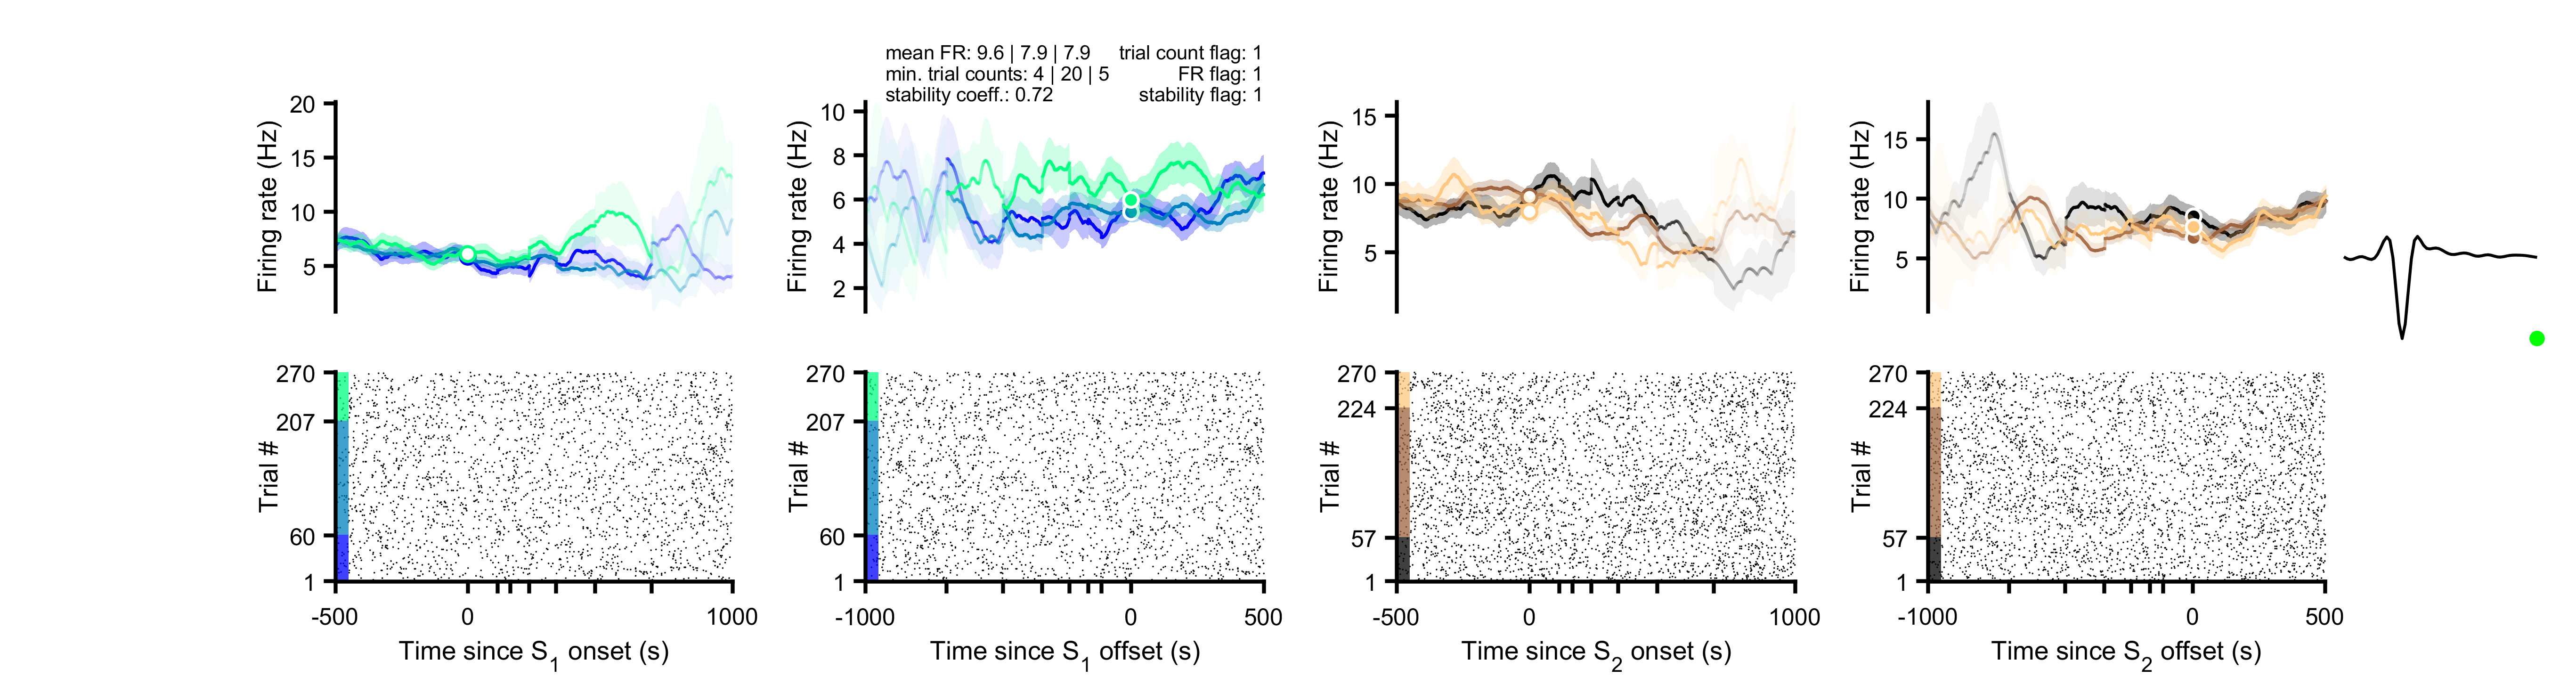 mean FR: 9.6 | 7.9 | 7.9 trial count flag: 1
min. trial counts: 4 | 20 | 5 FR flag: 1
stability coeff.: 0.72 stability flag: 1
Firing rate (Hz)
20
15
10
5
Firing rate (Hz)
10
8
6
4
2
Firing rate (Hz)
15
10
5
Firing rate (Hz)
15
10
5
Trial #
270
207
60
1
-500 0 1000
Time since S1 onset (s)
Trial #
270
207
60
1
-1000 0 500
Time since S1 offset (s)
Trial #
270
224
57
1
-500 0 1000
Time since S2 onset (s)
Trial #
270
224
57
1
-1000 0 500
Time since S2 offset (s)